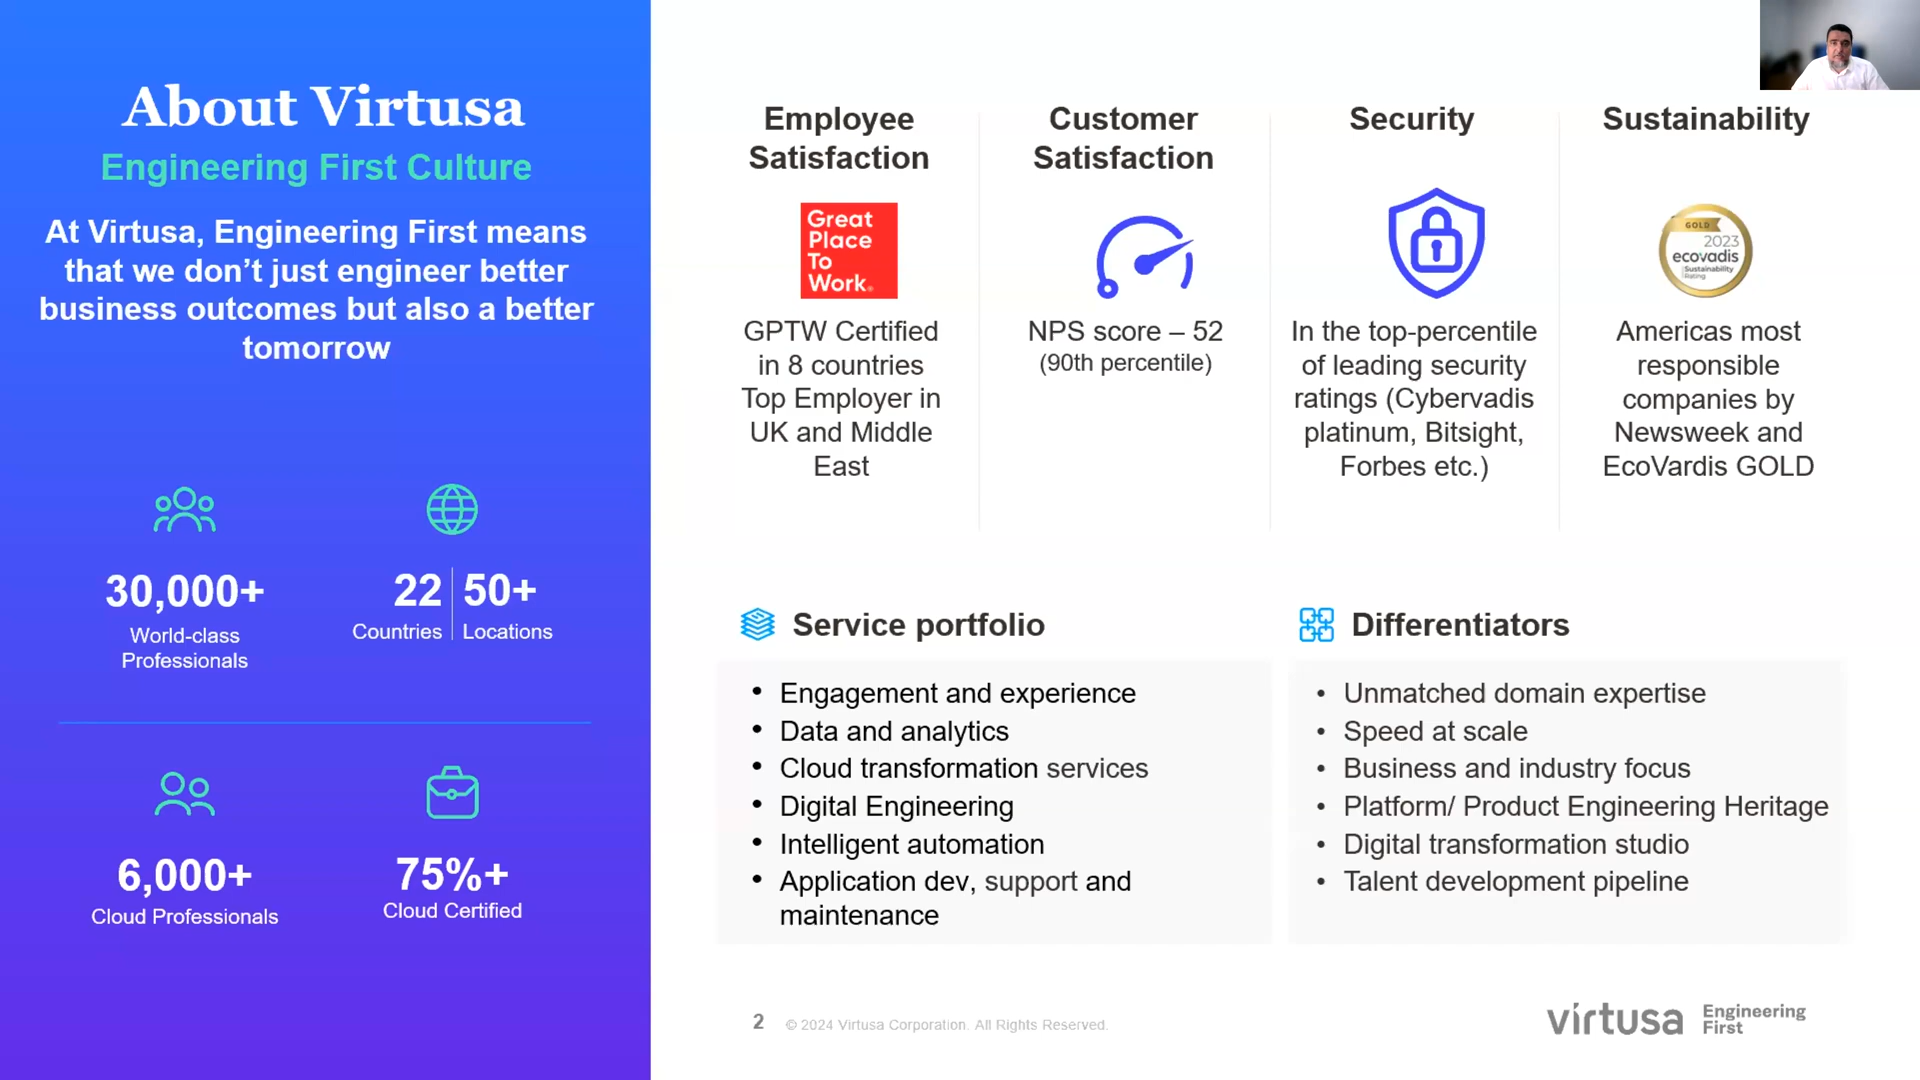 About Virtusa
Engineering First Culture
At Virtusa, Engineering First means
that we don’t just engineer better
business outcomes but also a better
tomorrow
30,000+
World-class
Professionals
22
Countries
50+
Locations
6,000+
Cloud Professionals
75%+
Cloud Certified
Employee
Satisfaction
Great
Place
To
Work.
GPTW Certified
in 8 countries
Top Employer in
UK and Middle
East
Customer
Satisfaction
NPS score – 52
(90th percentile)
Security
In the top-percentile
of leading security
ratings (Cybervadis
platinum, Bitsight,
Forbes etc.)
Sustainability
GOLD
2023
ecovadis
Sustainability
Rating
Americas most
responsible
companies by
Newsweek and
EcoVardis GOLD
Service portfolio
• Engagement and experience
• Data and analytics
• Cloud transformation services
• Digital Engineering
• Intelligent automation
• Application dev, support and
maintenance
Differentiators
• Unmatched domain expertise
• Speed at scale
• Business and industry focus
• Platform/ Product Engineering Heritage
• Digital transformation studio
• Talent development pipeline
2
© 2024 Virtusa Corporation. All Rights Reserved.
virtusa
Engineering
First